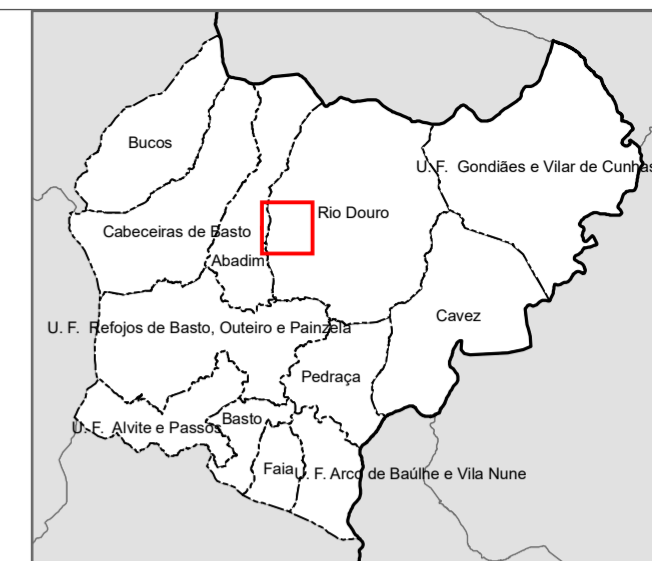 Bucos
U. F. Gondiães e Vilar de Cunhas
Rio Douro
Cabeceiras de Basto
Abadim
Cavez
U. F. Refojos de Basto, Outeiro e Painzela
Pedraça
Basto
U. F. Alvite e Passos
Faia
U. F. Arco de Baúlhe e Vila Nune